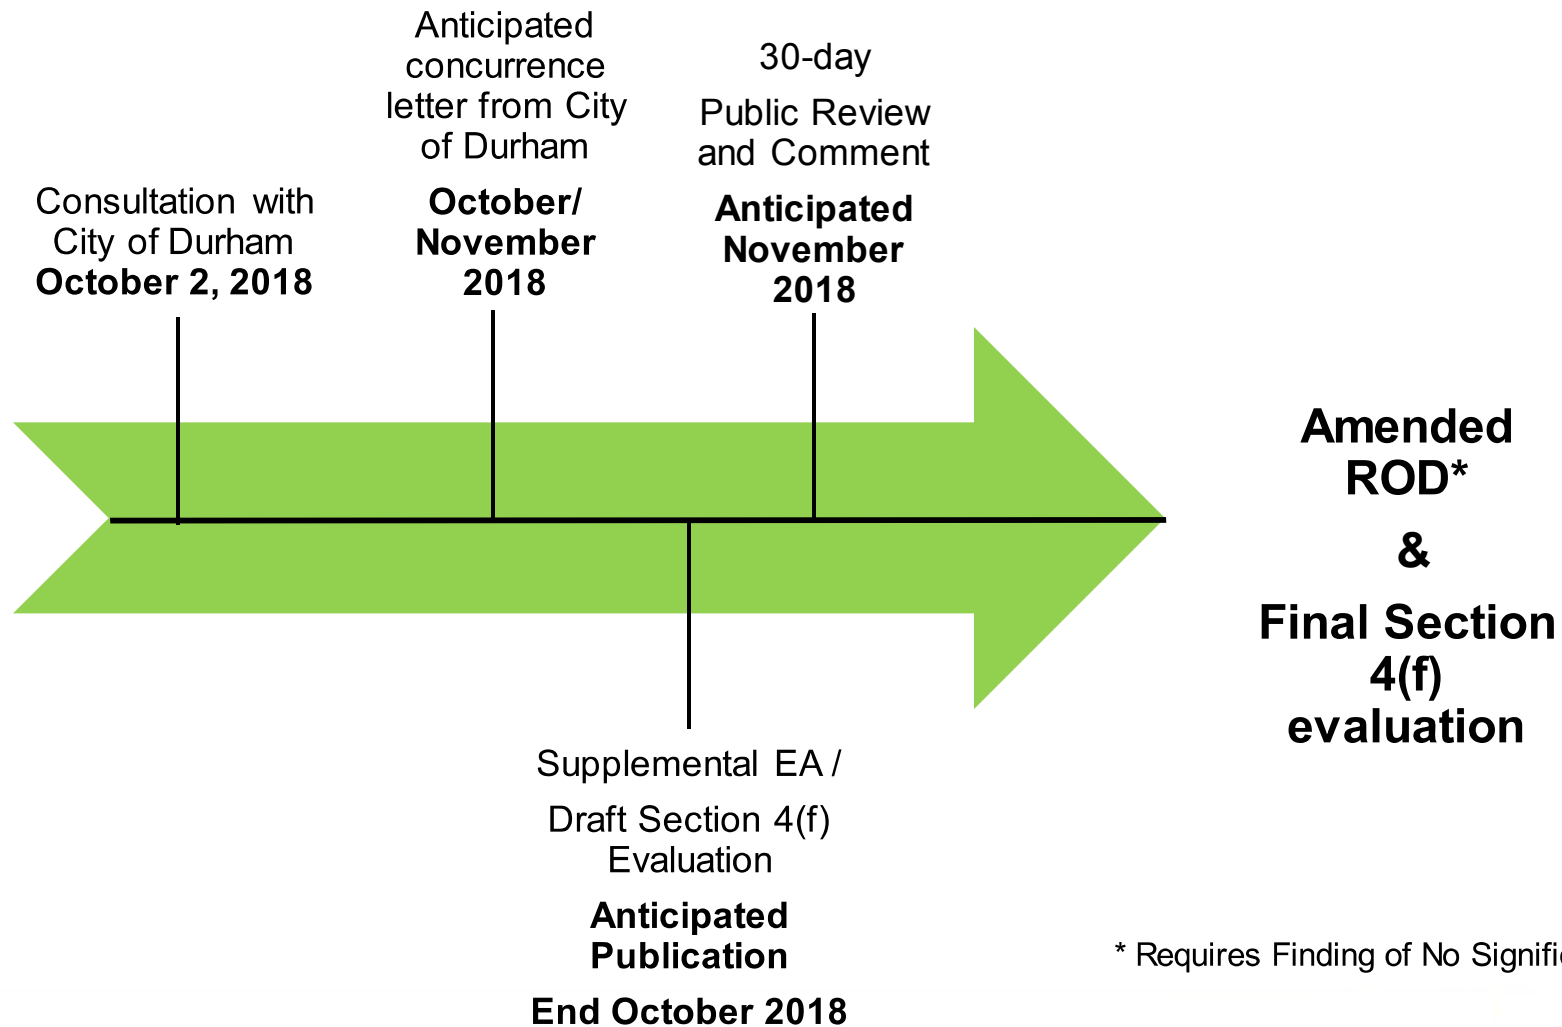 Anticipated
concurrence
letter from City
of Durham
October/
November
2018
30-day
Public Review
and Comment
Anticipated
November
2018
Consultation with
City of Durham
October 2, 2018
Amended
ROD*
&
Final Section
4(f)
evaluation
Supplemental EA /
Draft Section 4(f)
Evaluation
Anticipated
Publication
End October 2018
* Requires Finding of No